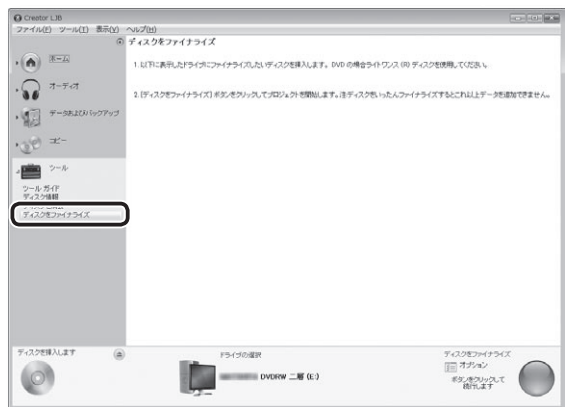 Creator LJB
ファイル(F) ツール(T) 表示(V) ヘルプ(H)
ディスクをファイナライズ
ホーム
オーディオ
データおよびバックアップ
コピー
ツール
ツール ガイド
ディスク情報
ディスクをファイナライズ
1. 以下に表示したドライブにファイナライズしたいディスクを挿入します。DVD の場合ライトワンス (R) ディスクを使用してください。
2. [ディスクをファイナライズ] ボタンをクリックしてプロジェクトを開始します。注:ディスクをいったんファイナライズするとこれ以上データを追加できません。
ディスクを挿入します
ドライブの選択
DVDRW 二層 (E:)
ディスクをファイナライズ
オプション
ボタンをクリックして
続行します